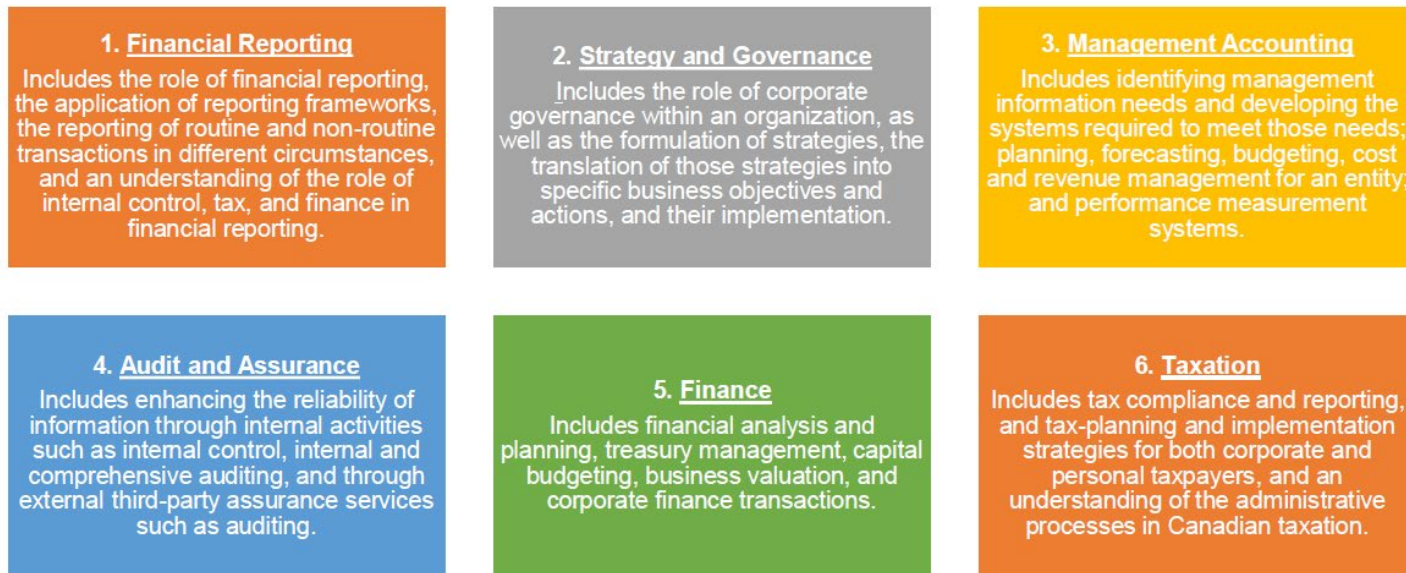 1. Financial Reporting
Includes the role of financial reporting,
the application of reporting frameworks,
the reporting of routine and non-routine
transactions in different circumstances,
and an understanding of the role of
internal control, tax, and finance in
financial reporting.
2. Strategy and Governance
Includes the role of corporate
governance within an organization, as
well as the formulation of strategies, the
translation of those strategies into
specific business objectives and
actions, and their implementation.
3. Management Accounting
Includes identifying management
information needs and developing the
systems required to meet those needs;
planning, forecasting, budgeting, cost
and revenue management for an entity;
and performance measurement
systems.
4. Audit and Assurance
Includes enhancing the reliability of
information through internal activities
such as internal control, internal and
comprehensive auditing, and through
external third-party assurance services
such as auditing.
5. Finance
Includes financial analysis and
planning, treasury management, capital
budgeting, business valuation, and
corporate finance transactions.
6. Taxation
Includes tax compliance and reporting,
and tax-planning and implementation
strategies for both corporate and
personal taxpayers, and an
understanding of the administrative
processes in Canadian taxation.